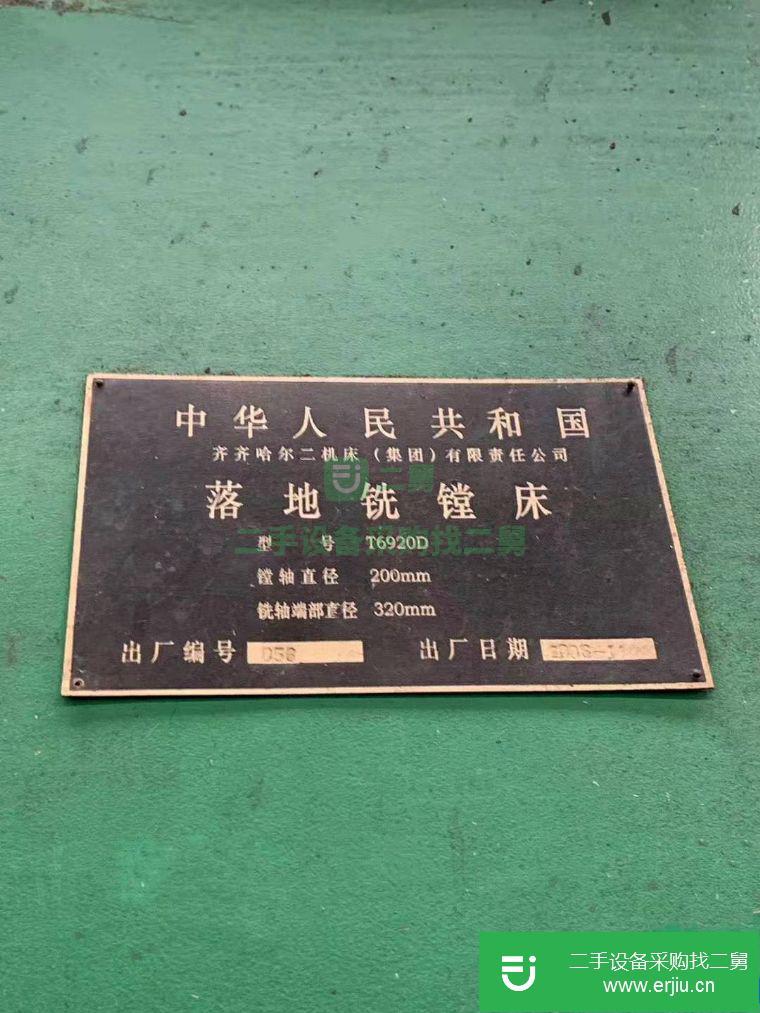 中华人民共和国
齐齐哈尔二机床（集团）有限责任公司
落地铣镗床
二舅
二手设备采购找二舅
型 号 T6920D
镗轴直径 200mm
铣轴端部直径 320mm
出厂编号 出厂日期
二手设备采购找二舅
www.erjiu.cn